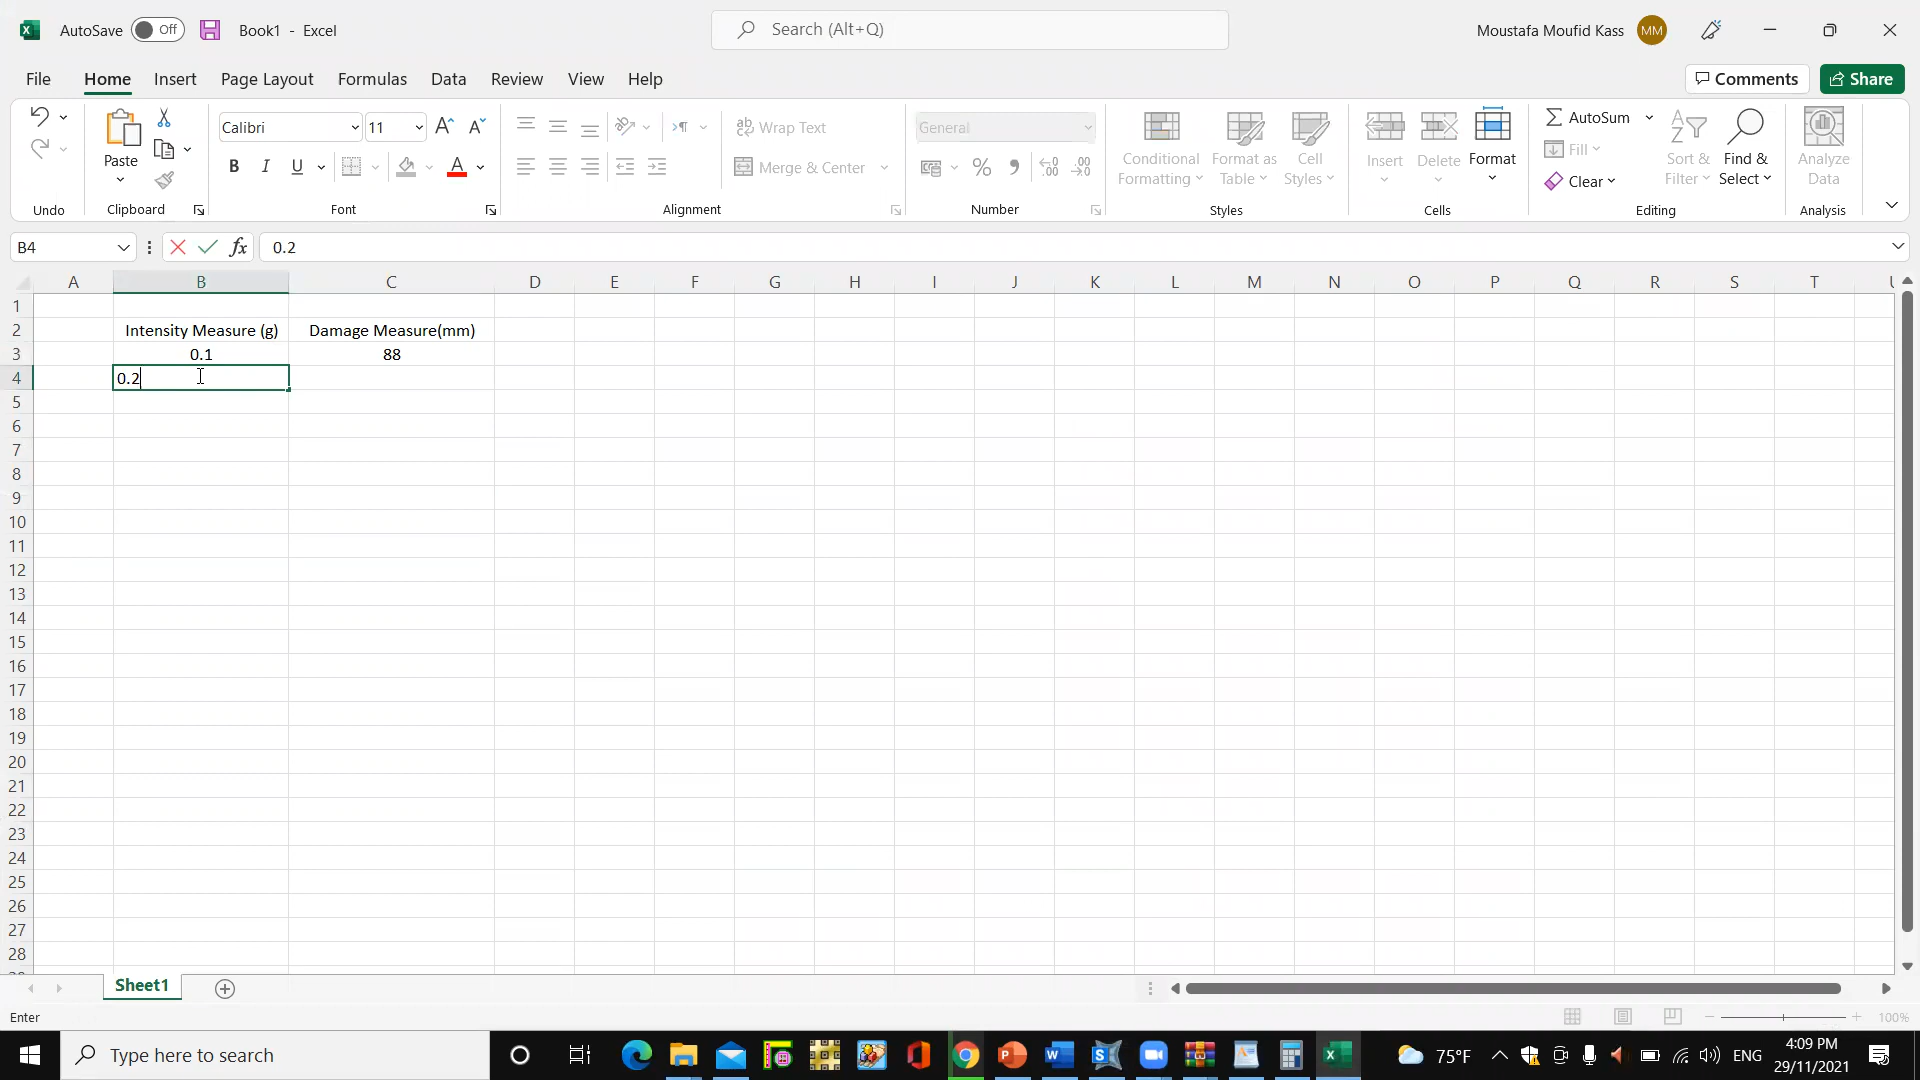 AutoSave Off Book1 - Excel Search (Alt+Q) Moustafa Moufid Kass MM
File Home Insert Page Layout Formulas Data Review View Help Comments Share
Paste Calibri 11 Wrap Text General Conditional Formatting Format as Table Cell Styles Insert Delete Format AutoSum Fill Clear Sort & Filter Find & Select Analyze Data
B I U A Merge & Center
Undo Clipboard Font Alignment Number Styles Cells Editing Analysis
B4 fx 0.2
A B C D E F G H I J K L M N O P Q R S T
1
2 Intensity Measure (g) Damage Measure(mm)
3 0.1 88
4 0.2
5
6
7
8
9
10
11
12
13
14
15
16
17
18
19
20
21
22
23
24
25
26
27
28
Sheet1
Enter 100%
Type here to search 75°F ENG 4:09 PM
29/11/2021